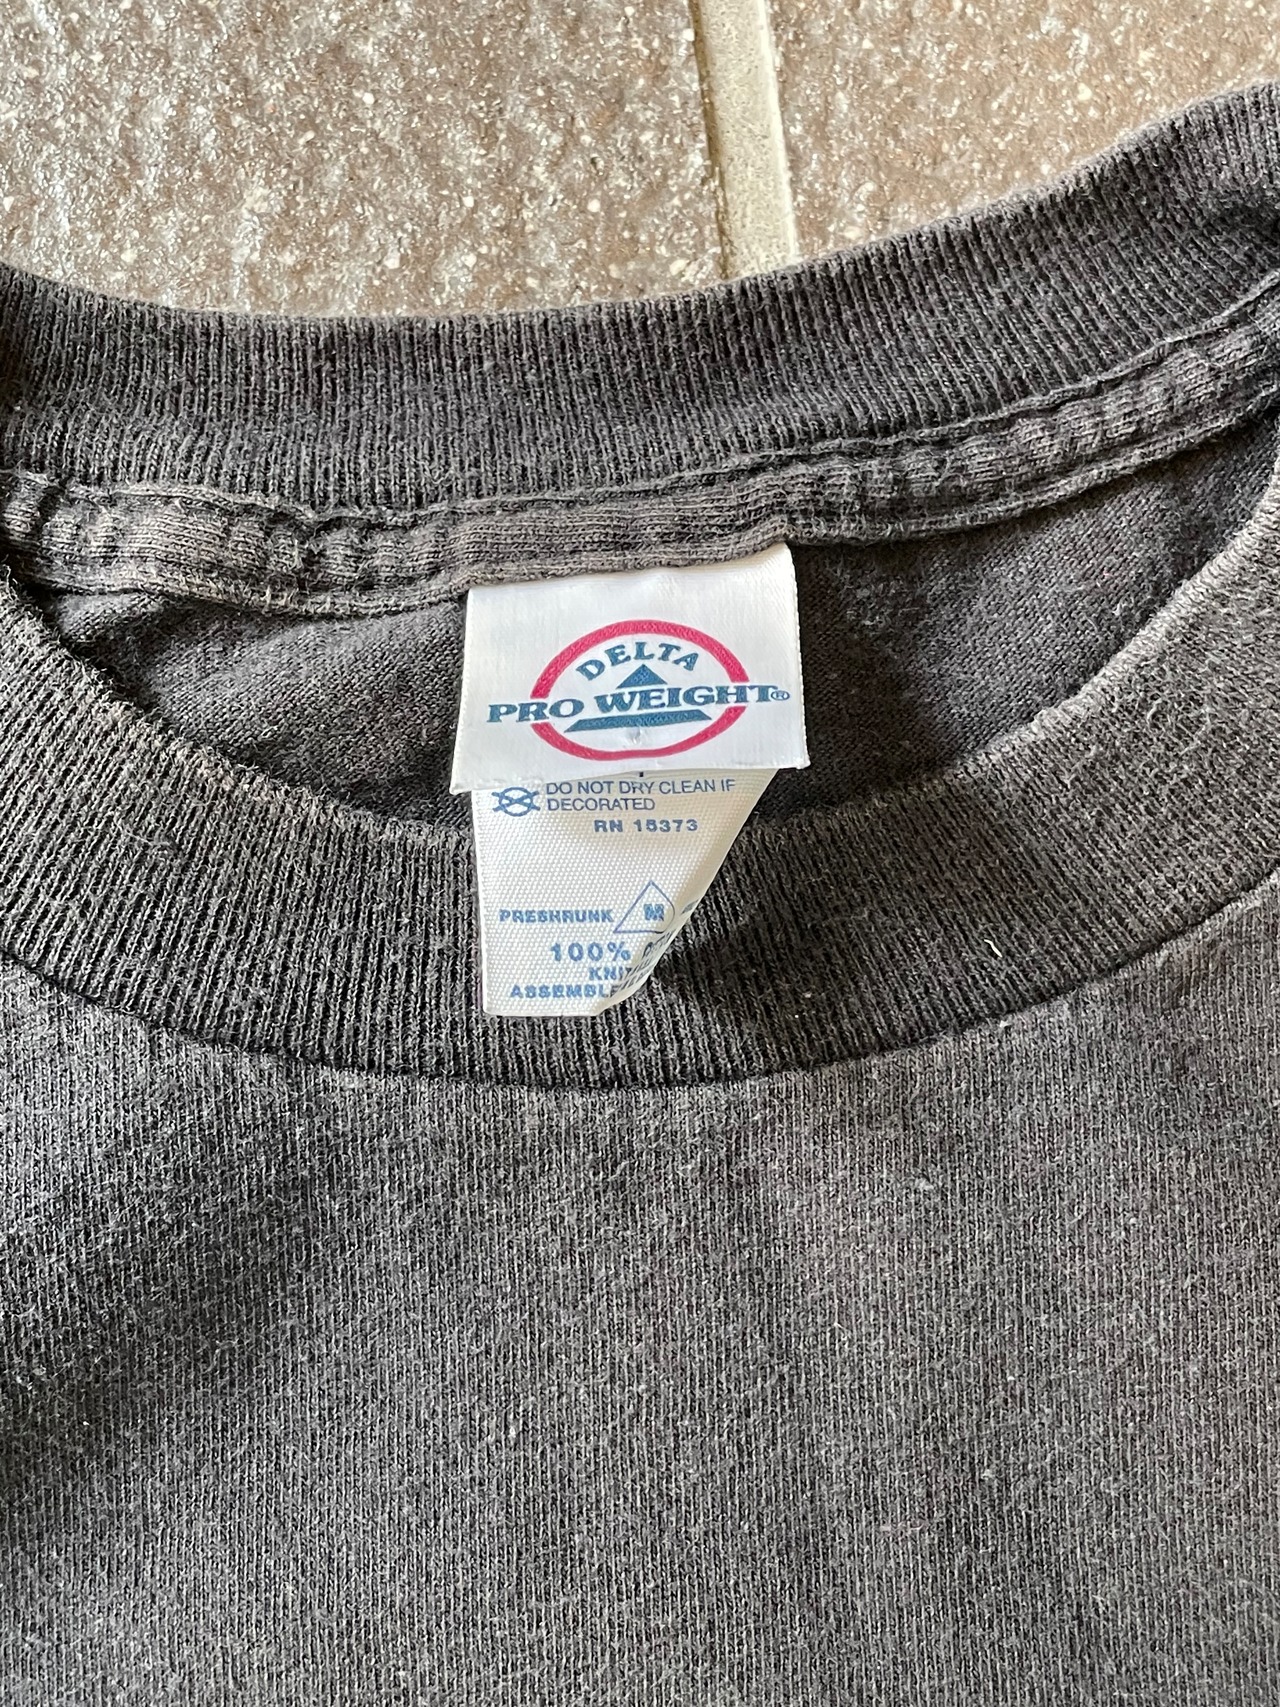 DELTA
PRO WEIGHT®
DO NOT DRY CLEAN IF
DECORATED
RN 15373
PRESHRUNK M
100%